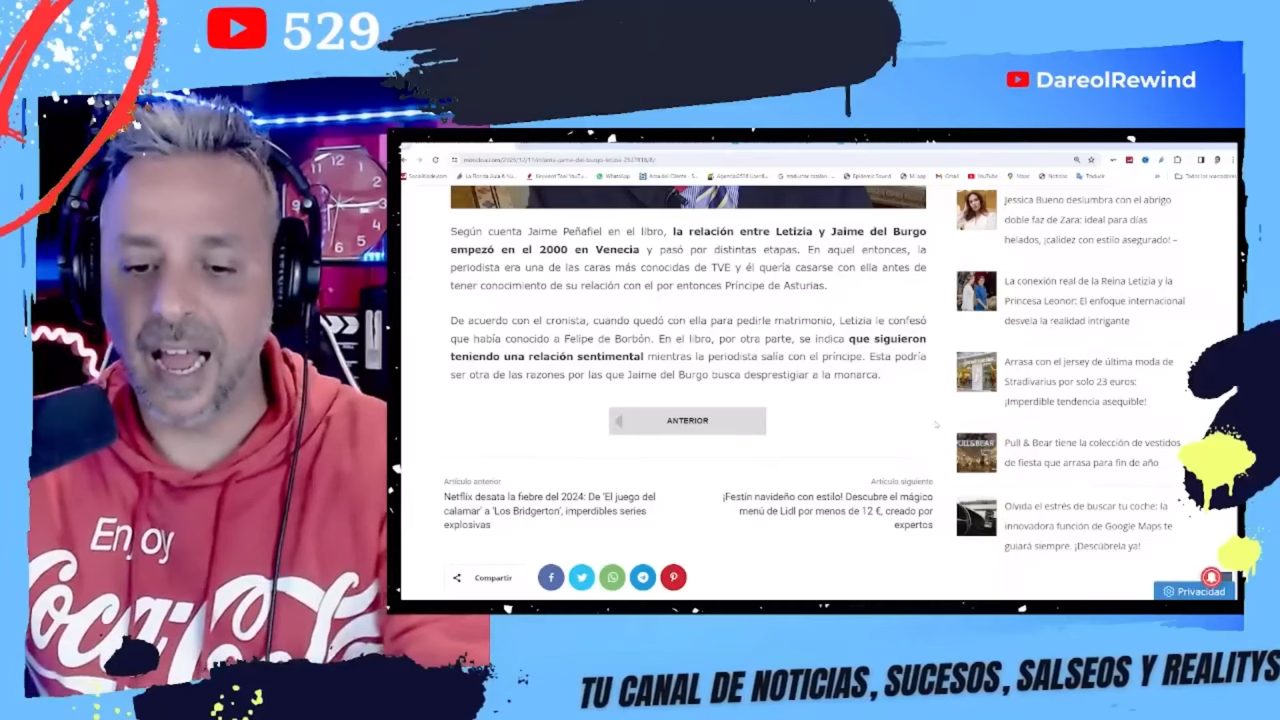 529
DareolRewind
Según cuenta Jaime Peñafiel en el libro, la relación entre Letizia y Jaime del Burgo
empezó en el 2000 en Venecia y pasó por distintas etapas. En aquel entonces, la
periodista era una de las caras más conocidas de TVE y él quería casarse con ella antes de
tener conocimiento de su relación con el por entonces Príncipe de Asturias.
De acuerdo con el cronista, cuando quedó con ella para pedirle matrimonio, Letizia le confesó
que había conocido a Felipe de Borbón. En el libro, por otra parte, se indica que siguieron
teniendo una relación sentimental mientras la periodista salía con el príncipe. Esta podría
ser otra de las razones por las que Jaime del Burgo busca desprestigiar a la monarca.
ANTERIOR
Artículo anterior
Netflix desata la fiebre del 2024: De 'El juego del
calamar' a 'Los Bridgerton', imperdibles series
explosivas
Artículo siguiente
¡Festín navideño con estilo! Descubre el mágico
menú de Lidl por menos de 12 €, creado por
expertos
Compartir
Jessica Bueno deslumbra con el abrigo
doble faz de Zara: ideal para días
helados, ¡calidez con estilo asegurado! –
La conexión real de la Reina Letizia y la
Princesa Leonor: El enfoque internacional
desvela la realidad intrigante
Arrasa con el jersey de última moda de
Stradivarius por solo 23 euros:
¡Imperdible tendencia asequible!
Pull & Bear tiene la colección de vestidos
de fiesta que arrasa para fin de año
Olvida el estrés de buscar tu coche: la
innovadora función de Google Maps te
guiará siempre. ¡Descúbrela ya!
Privacidad
Enjoy
Coca-Co
TU CANAL DE NOTICIAS, SUCESOS, SALSEOS Y REALITYS